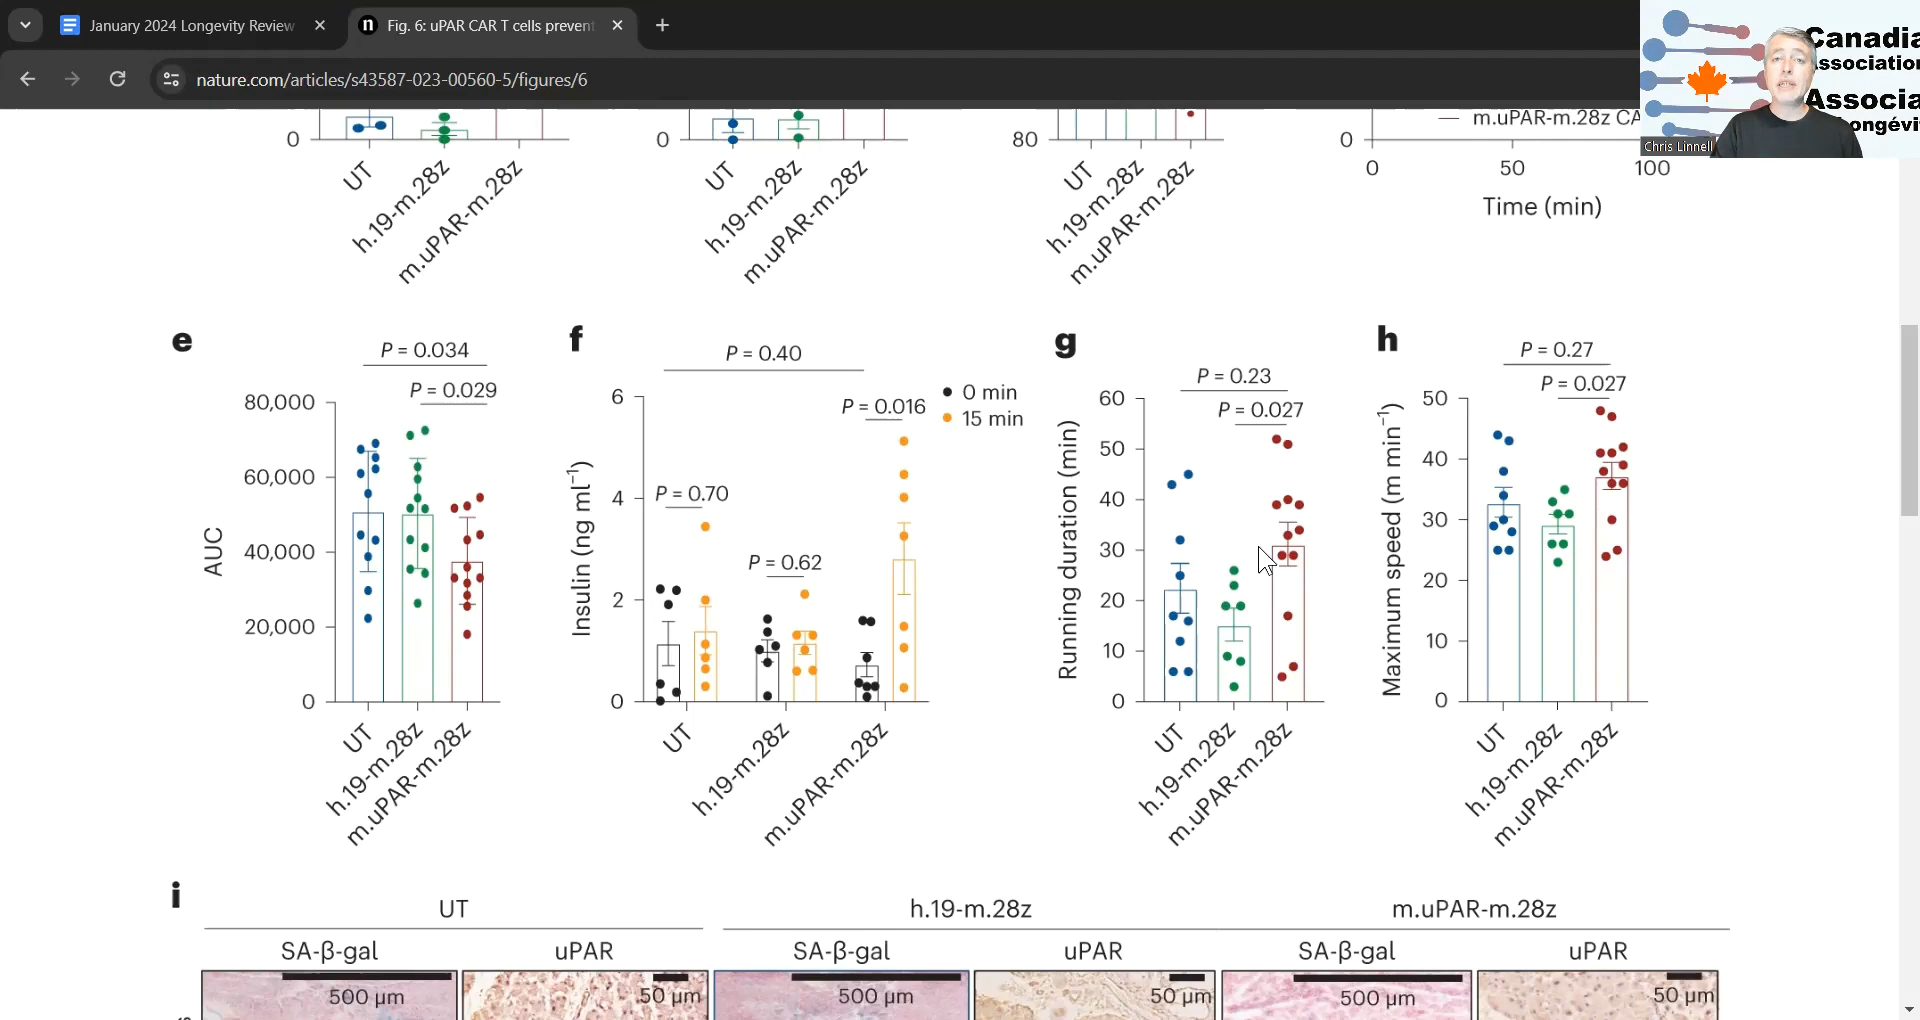 January 2024 Longevity Review
Fig. 6: uPAR CAR T cells preven
nature.com/articles/s43587-023-00560-5/figures/6
Canadia
Association
Associa
Longévi
Chris Linnell
0
UT
h.19-m.28z
m.uPAR-m.28z
0
UT
h.19-m.28z
m.uPAR-m.28z
80
UT
h.19-m.28z
m.uPAR-m.28z
m.uPAR-m.28z CA
0
0 50 100
Time (min)
e
P = 0.034
P = 0.029
80,000
60,000
40,000
20,000
0
AUC
UT
h.19-m.28z
m.uPAR-m.28z
f
P = 0.40
P = 0.016
P = 0.70
P = 0.62
0 min
15 min
6
4
2
0
Insulin (ng ml⁻¹)
UT
h.19-m.28z
m.uPAR-m.28z
g
P = 0.23
P = 0.027
60
50
40
30
20
10
0
Running duration (min)
UT
h.19-m.28z
m.uPAR-m.28z
h
P = 0.27
P = 0.027
50
40
30
20
10
0
Maximum speed (m min⁻¹)
UT
h.19-m.28z
m.uPAR-m.28z
i
UT h.19-m.28z m.uPAR-m.28z
SA-β-gal uPAR SA-β-gal uPAR SA-β-gal uPAR
500 µm 50 µm 500 µm 50 µm 500 µm 50 µm